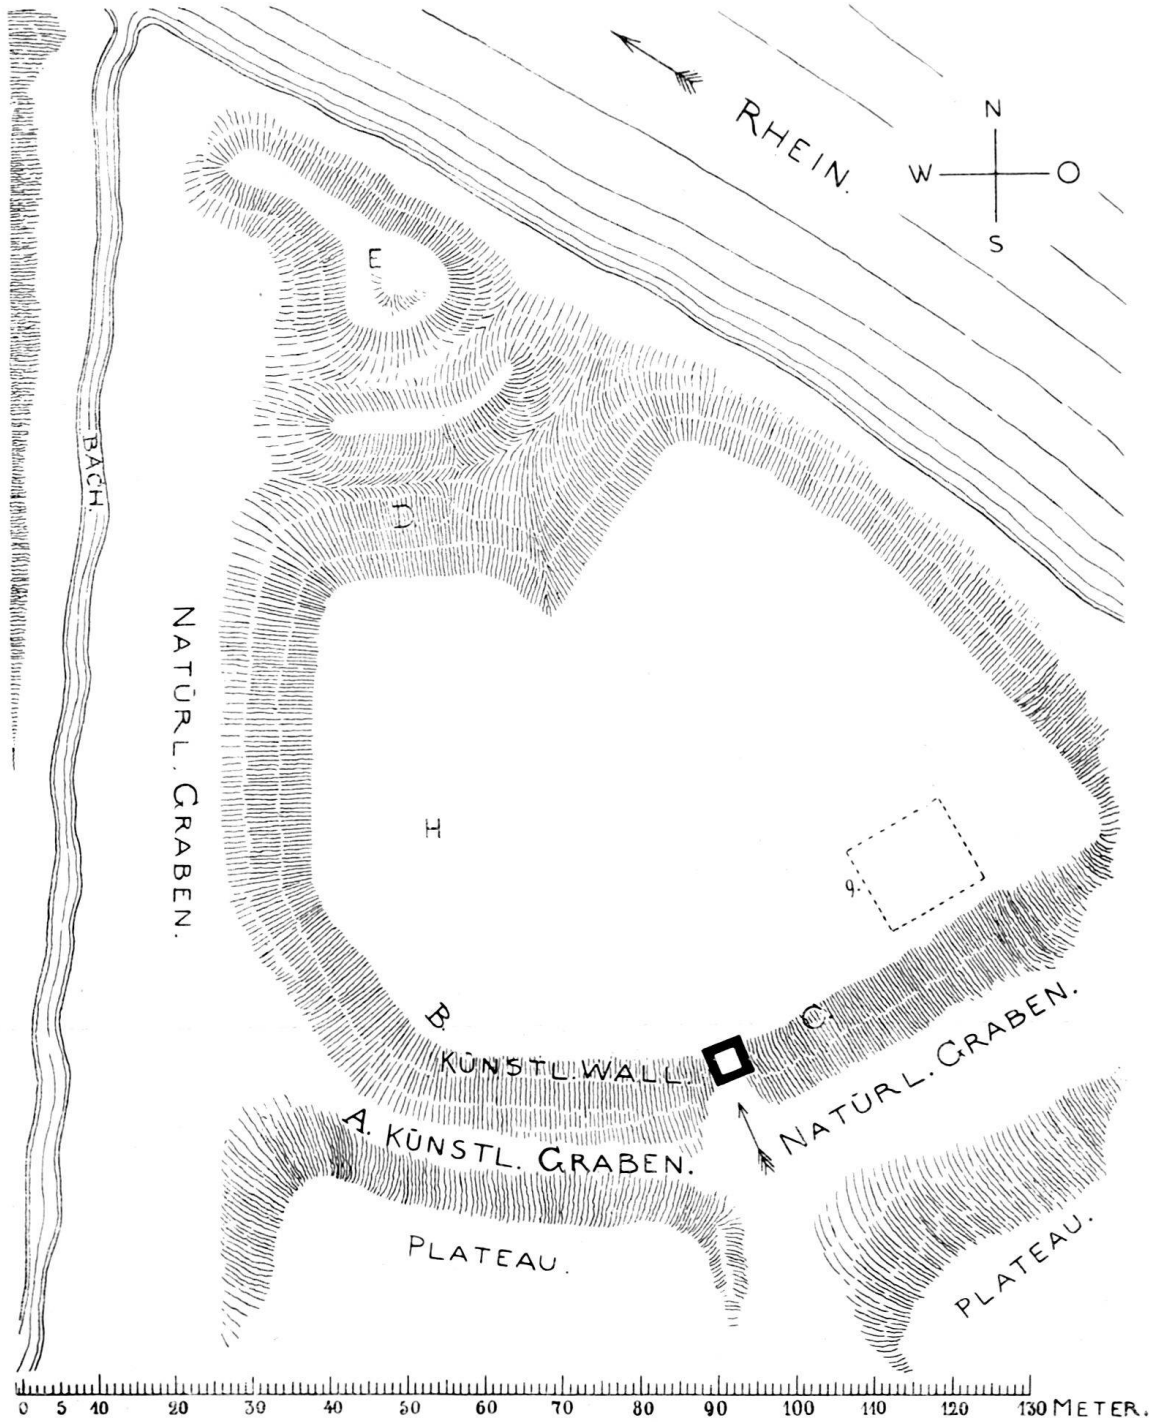 N
RHEIN.
W O
S
E
BACH.
D
NATÜRL. GRABEN.
H
g.
B.
C.
KÜNSTL. WALL.
NATÜRL. GRABEN.
A. KÜNSTL. GRABEN.
PLATEAU.
PLATEAU.
0 5 10 20 30 40 50 60 70 80 90 100 110 120 130 METER.